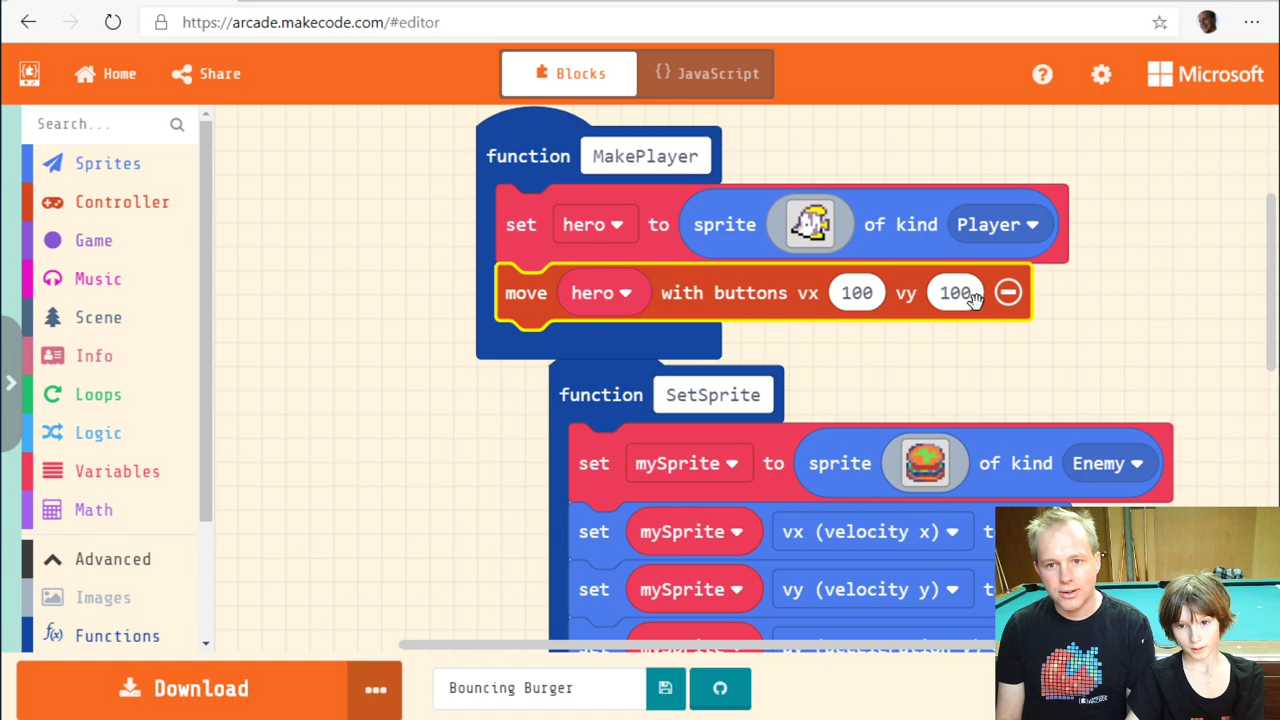 https://arcade.makecode.com/#editor
Home
Share
Blocks
{} JavaScript
?
Microsoft
Search...
Sprites
Controller
Game
Music
Scene
Info
Loops
Logic
Variables
Math
Advanced
Images
f(x) Functions
function MakePlayer
set hero to sprite of kind Player
move hero with buttons vx 100 vy 100
function SetSprite
set mySprite to sprite of kind Enemy
set mySprite vx (velocity x) t
set mySprite vy (velocity y) t
Download
Bouncing Burger